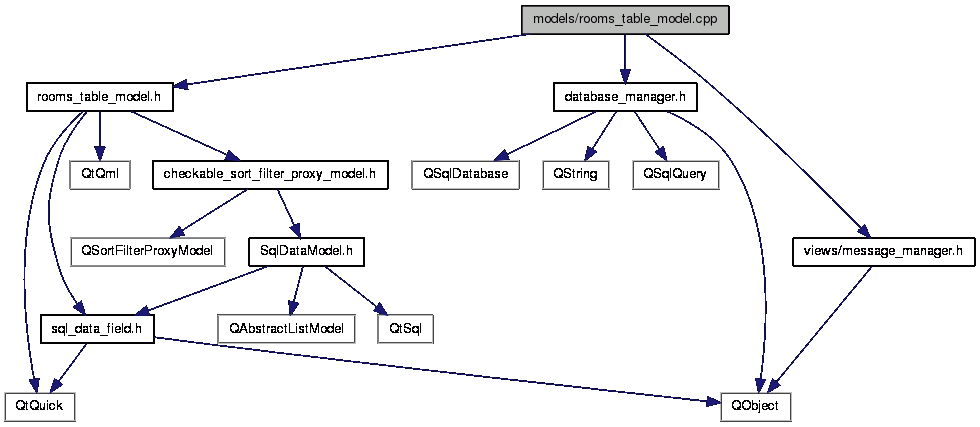 models/rooms_table_model.cpp
rooms_table_model.h
database_manager.h
QtQml
checkable_sort_filter_proxy_model.h
QSqlDatabase
QString
QSqlQuery
QSortFilterProxyModel
SqlDataModel.h
views/message_manager.h
sql_data_field.h
QAbstractListModel
QtSql
QtQuick
QObject